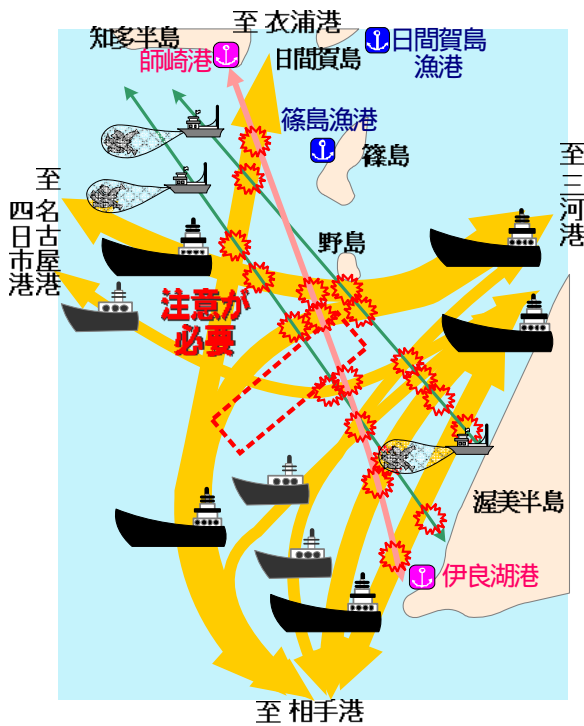 至 衣浦港
知多半島
師崎港
日間賀島
日間賀島
漁港
篠島漁港
篠島
至 三河港
至 名古屋港
四日市港
野島
注意が
必要
渥美半島
伊良湖港
至 相手港